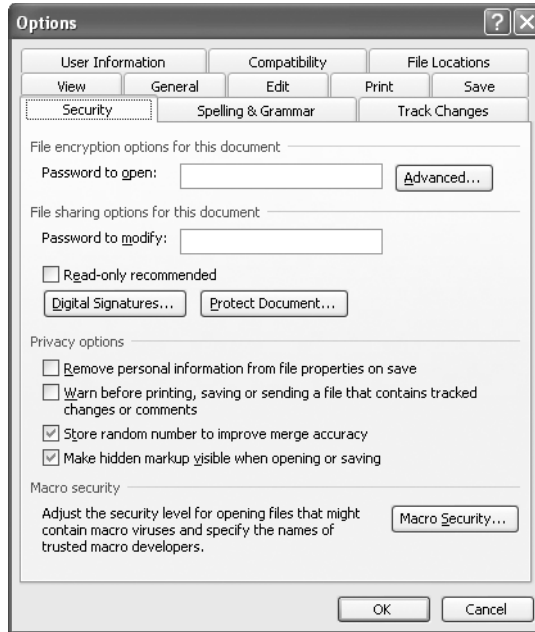 Options
User Information Compatibility File Locations
View General Edit Print Save
Security Spelling & Grammar Track Changes
File encryption options for this document
Password to open: Advanced...
File sharing options for this document
Password to modify:
Read-only recommended
Digital Signatures... Protect Document...
Privacy options
Remove personal information from file properties on save
Warn before printing, saving or sending a file that contains tracked
changes or comments
Store random number to improve merge accuracy
Make hidden markup visible when opening or saving
Macro security
Adjust the security level for opening files that might
contain macro viruses and specify the names of
trusted macro developers.
Macro Security...
OK Cancel